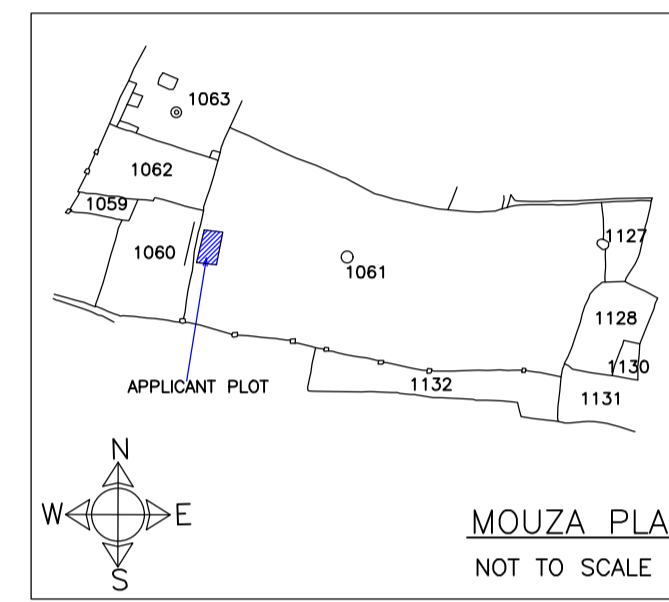 1063
1062
1059
1060
1061
1127
1128
1130
1131
1132
APPLICANT PLOT
N
W E
S
MOUZA PLA
NOT TO SCALE